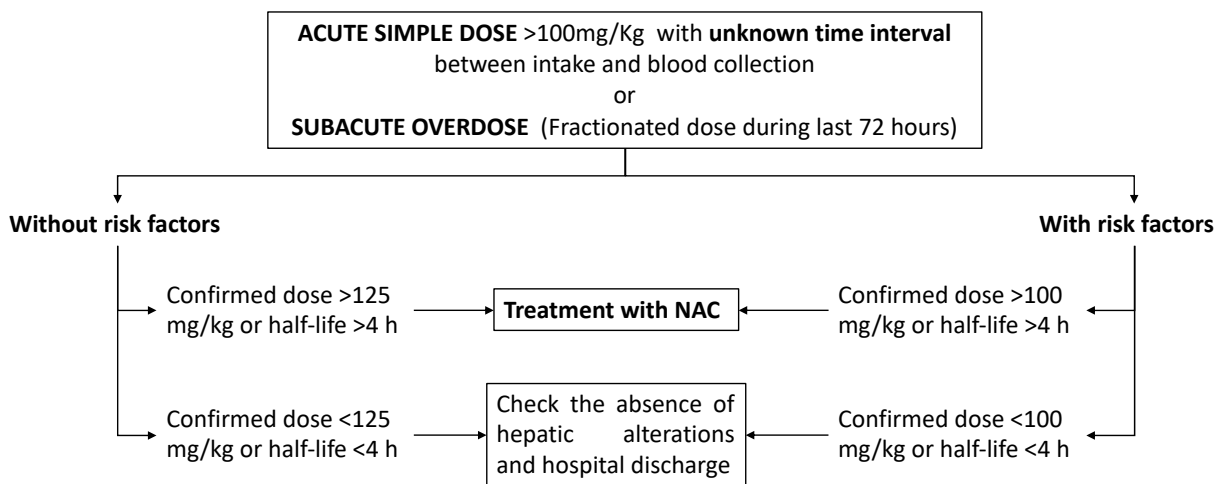 ACUTE SIMPLE DOSE >100mg/Kg with unknown time interval
between intake and blood collection
or
SUBACUTE OVERDOSE (Fractionated dose during last 72 hours)
Without risk factors
With risk factors
Confirmed dose >125
mg/kg or half-life >4 h
Treatment with NAC
Confirmed dose >100
mg/kg or half-life >4 h
Confirmed dose <125
mg/kg or half-life <4 h
Check the absence of
hepatic alterations
and hospital discharge
Confirmed dose <100
mg/kg or half-life <4 h